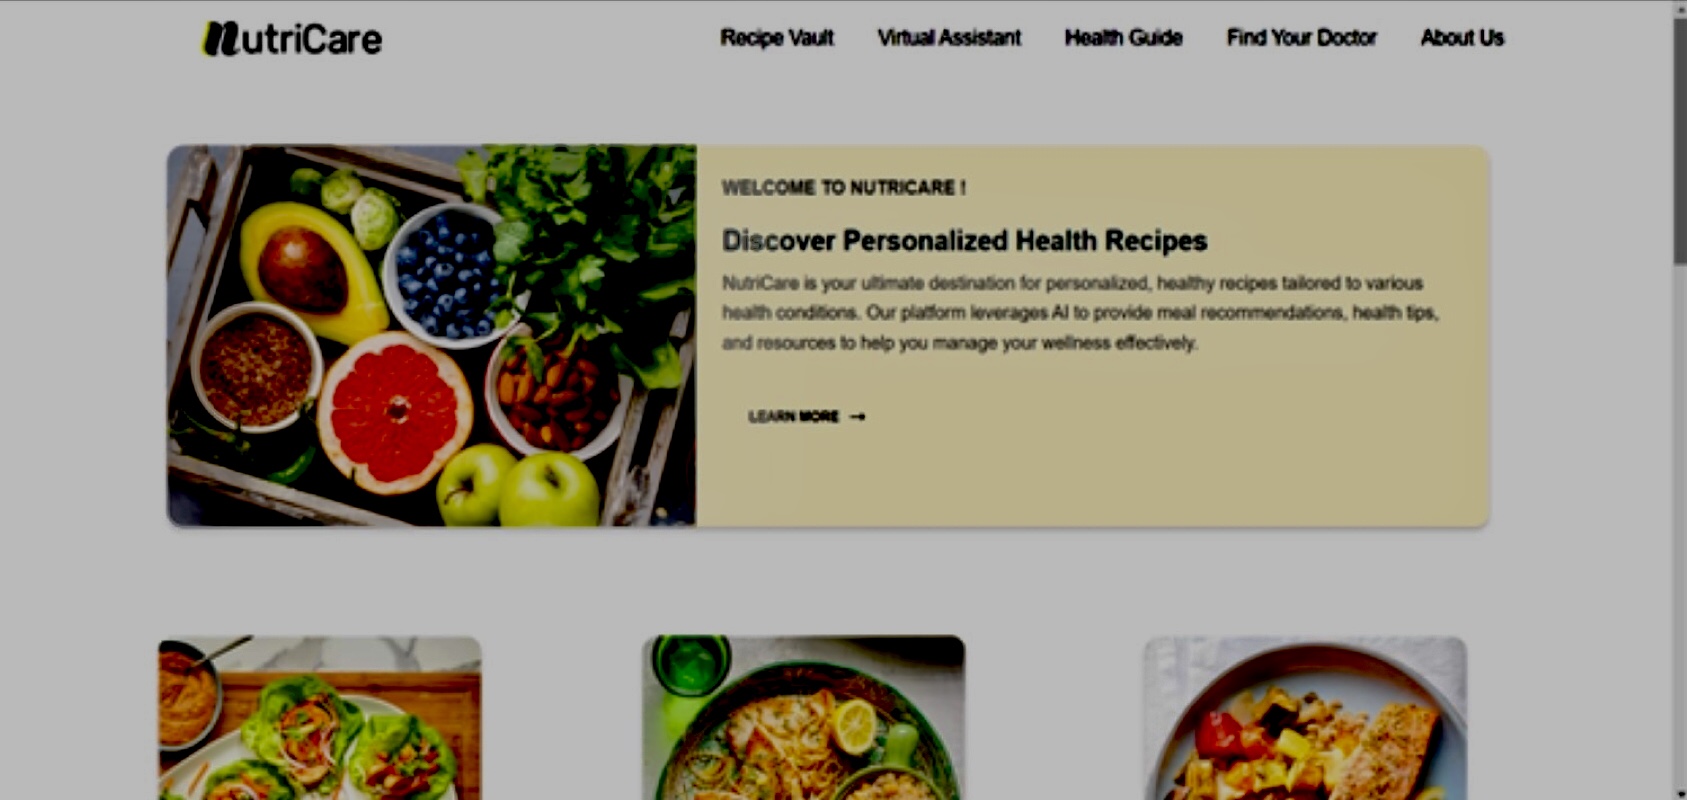 nutriCare
Recipe Vault Virtual Assistant Health Guide Find Your Doctor About Us
WELCOME TO NUTRICARE !
Discover Personalized Health Recipes
NutriCare is your ultimate destination for personalized, healthy recipes tailored to various
health conditions. Our platform leverages AI to provide meal recommendations, health tips,
and resources to help you manage your wellness effectively.
LEARN MORE →